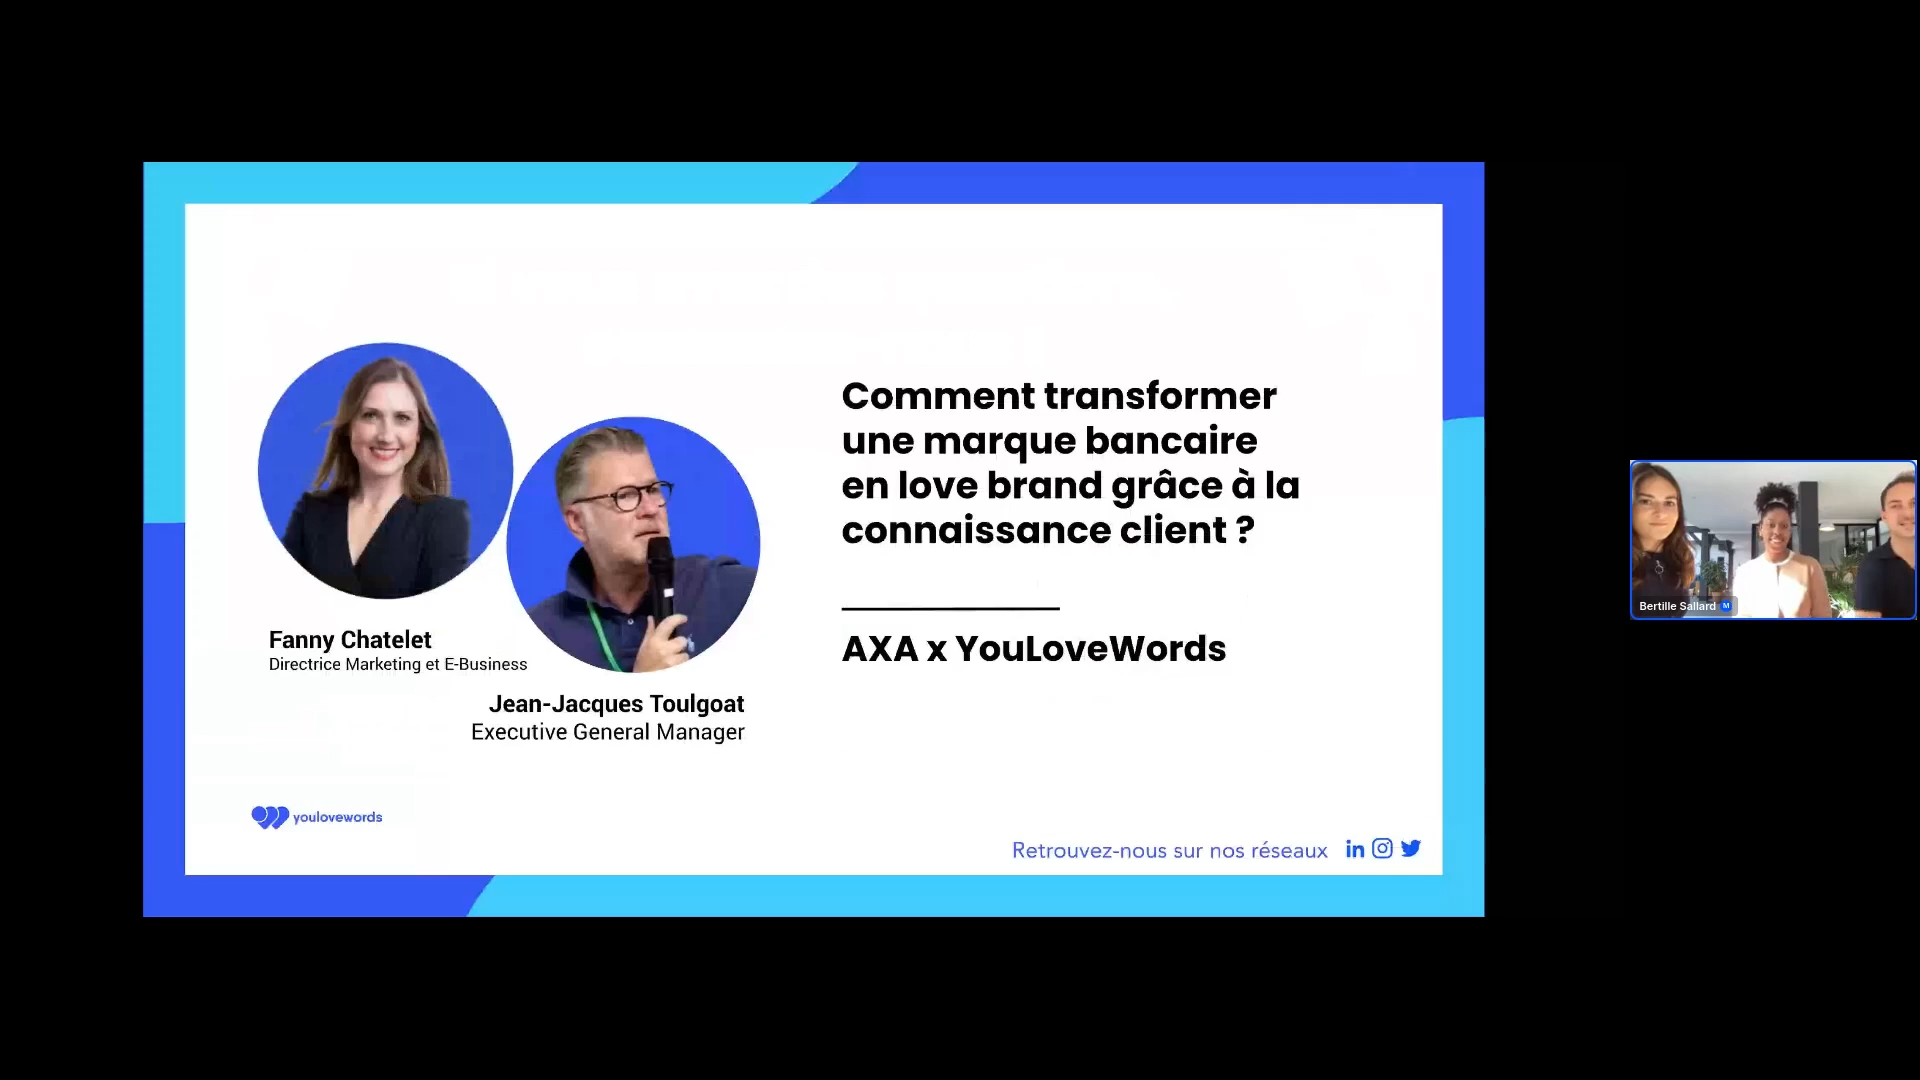 Comment transformer
une marque bancaire
en love brand grâce à la
connaissance client ?
AXA x YouLoveWords
Fanny Chatelet
Directrice Marketing et E-Business
Jean-Jacques Toulgoat
Executive General Manager
youlovewords
Retrouvez-nous sur nos réseaux
Bertille Sallard M